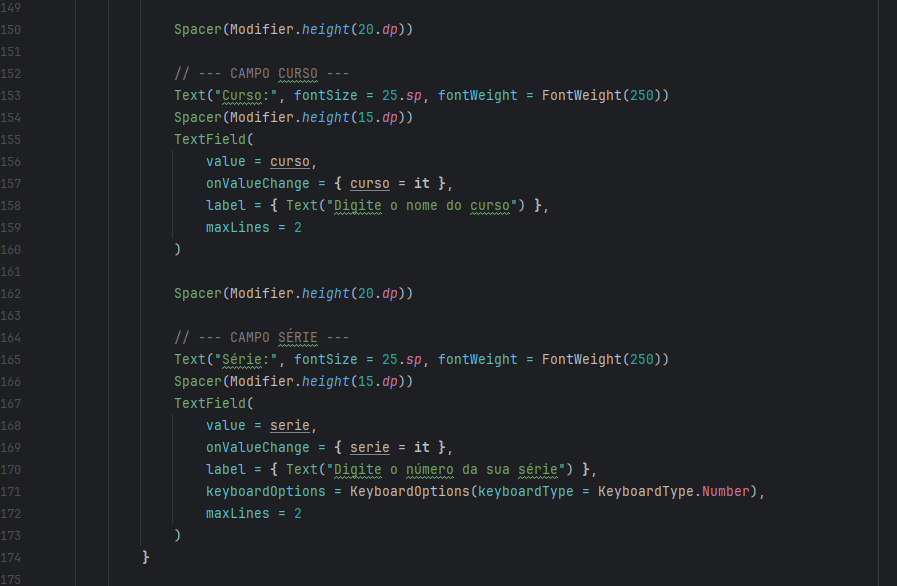 149
150 Spacer(Modifier.height(20.dp))
151
152 // --- CAMPO CURSO ---
153 Text("Curso:", fontSize = 25.sp, fontWeight = FontWeight(250))
154 Spacer(Modifier.height(15.dp))
155 TextField(
156 value = curso,
157 onValueChange = { curso = it },
158 label = { Text("Digite o nome do curso") },
159 maxLines = 2
160 )
161
162 Spacer(Modifier.height(20.dp))
163
164 // --- CAMPO SÉRIE ---
165 Text("Série:", fontSize = 25.sp, fontWeight = FontWeight(250))
166 Spacer(Modifier.height(15.dp))
167 TextField(
168 value = serie,
169 onValueChange = { serie = it },
170 label = { Text("Digite o número da sua série") },
171 keyboardOptions = KeyboardOptions(keyboardType = KeyboardType.Number),
172 maxLines = 2
173 )
174 }
175